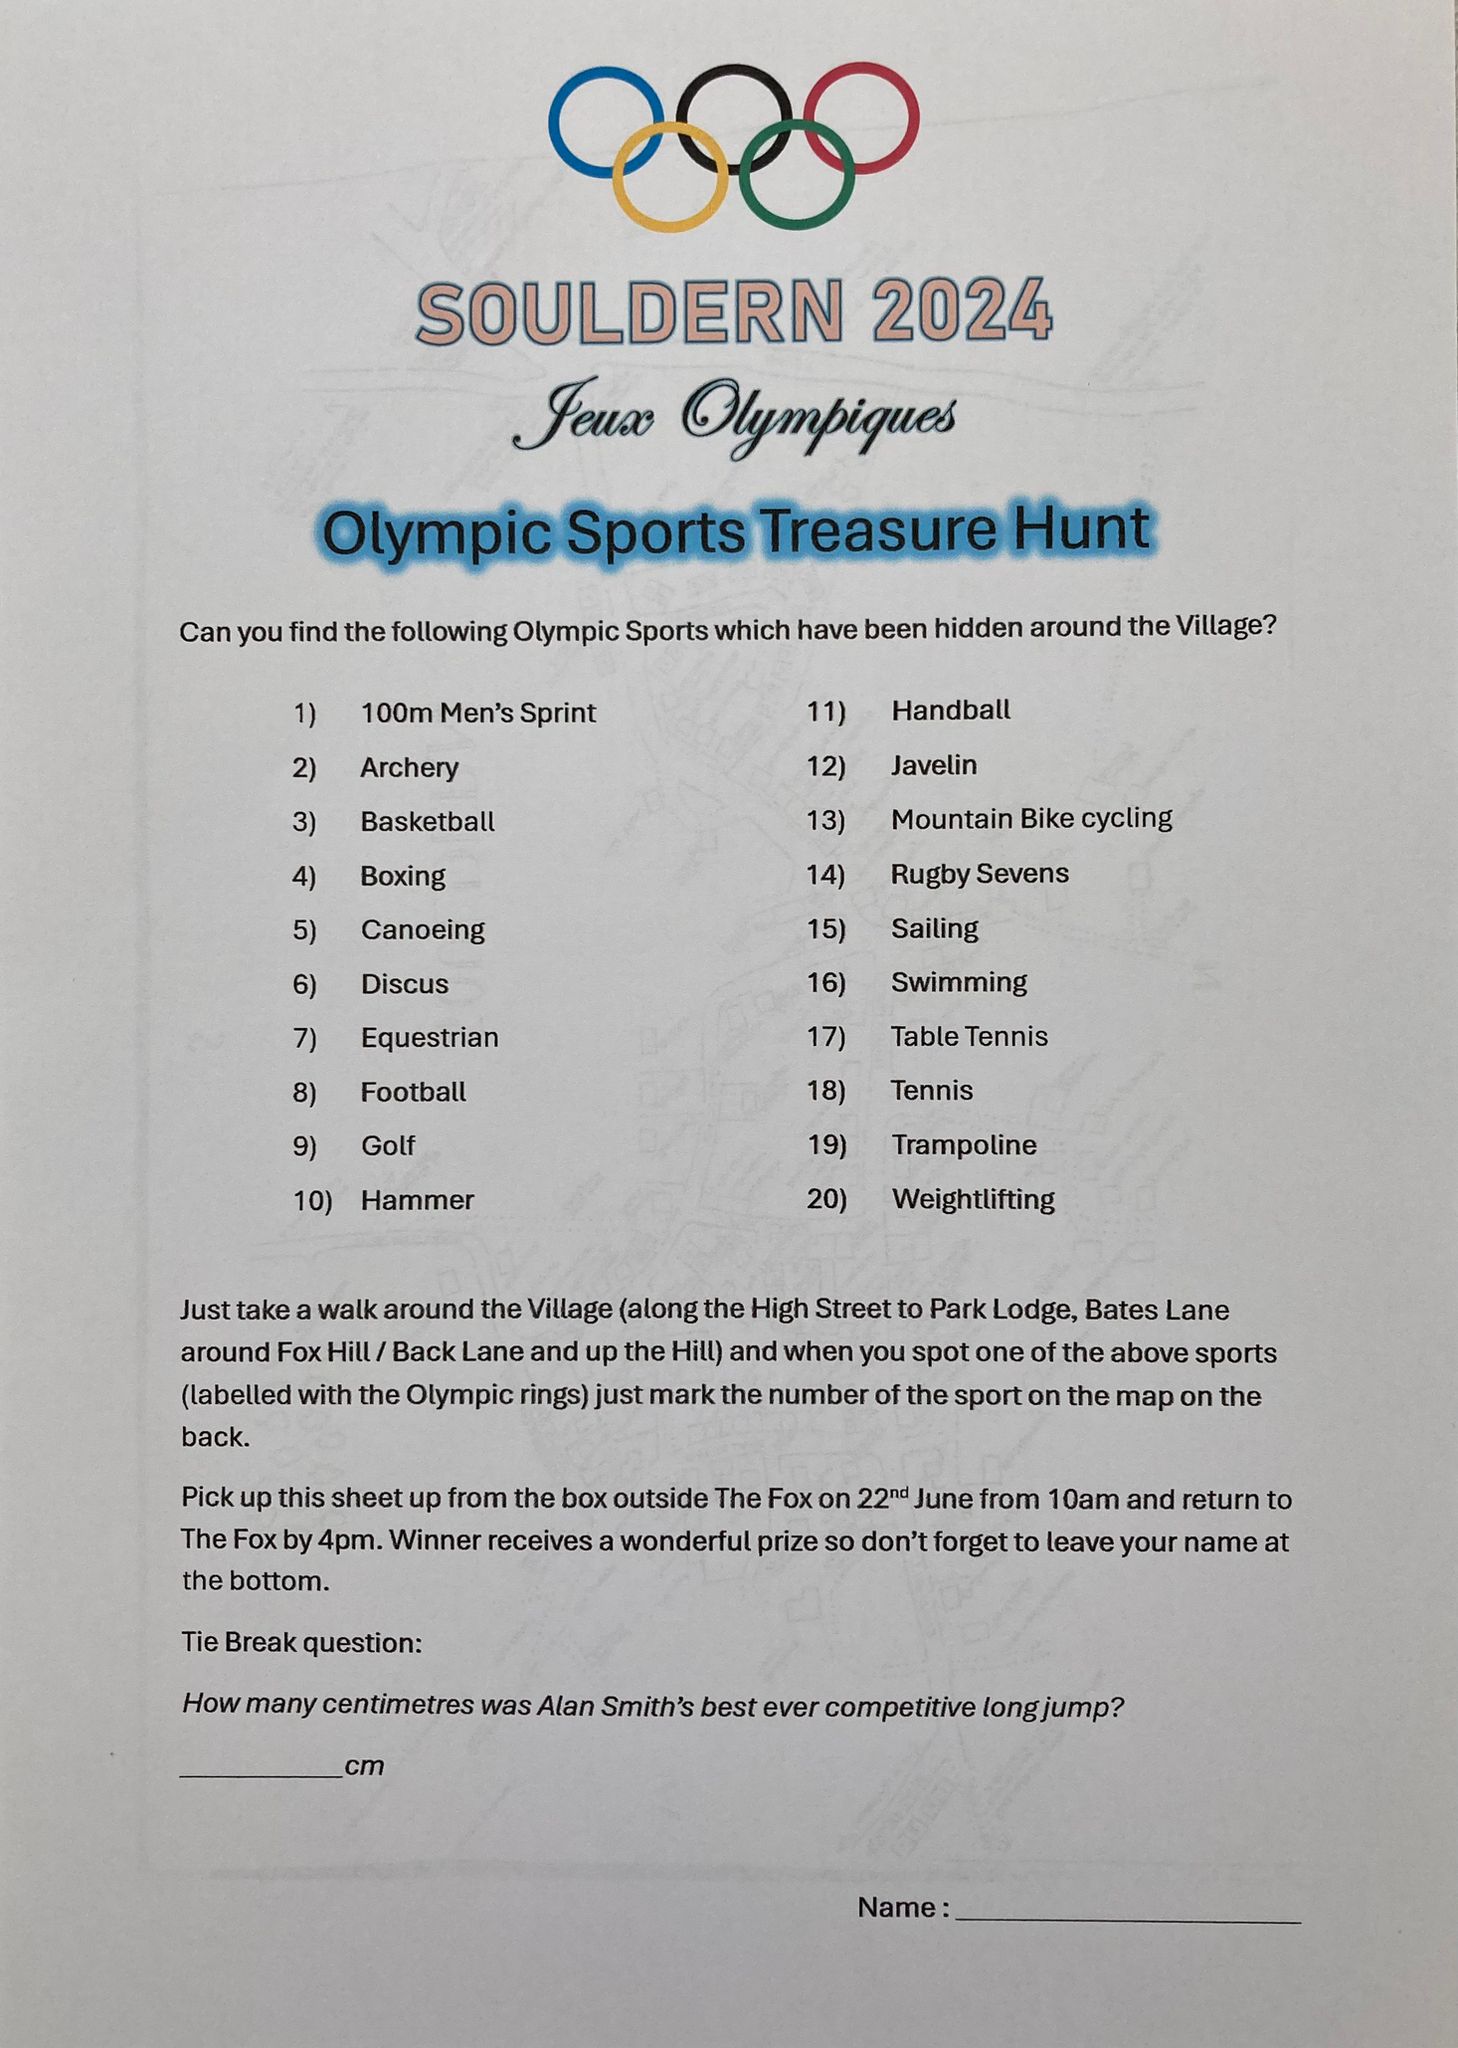 SOULDERN 2024
Jeux Olympiques
Olympic Sports Treasure Hunt
Can you find the following Olympic Sports which have been hidden around the Village?
1) 100m Men's Sprint
2) Archery
3) Basketball
4) Boxing
5) Canoeing
6) Discus
7) Equestrian
8) Football
9) Golf
10) Hammer
11) Handball
12) Javelin
13) Mountain Bike cycling
14) Rugby Sevens
15) Sailing
16) Swimming
17) Table Tennis
18) Tennis
19) Trampoline
20) Weightlifting
Just take a walk around the Village (along the High Street to Park Lodge, Bates Lane
around Fox Hill / Back Lane and up the Hill) and when you spot one of the above sports
(labelled with the Olympic rings) just mark the number of the sport on the map on the
back.
Pick up this sheet up from the box outside The Fox on 22nd June from 10am and return to
The Fox by 4pm. Winner receives a wonderful prize so don't forget to leave your name at
the bottom.
Tie Break question:
How many centimetres was Alan Smith's best ever competitive long jump?
___________cm
Name : _______________________